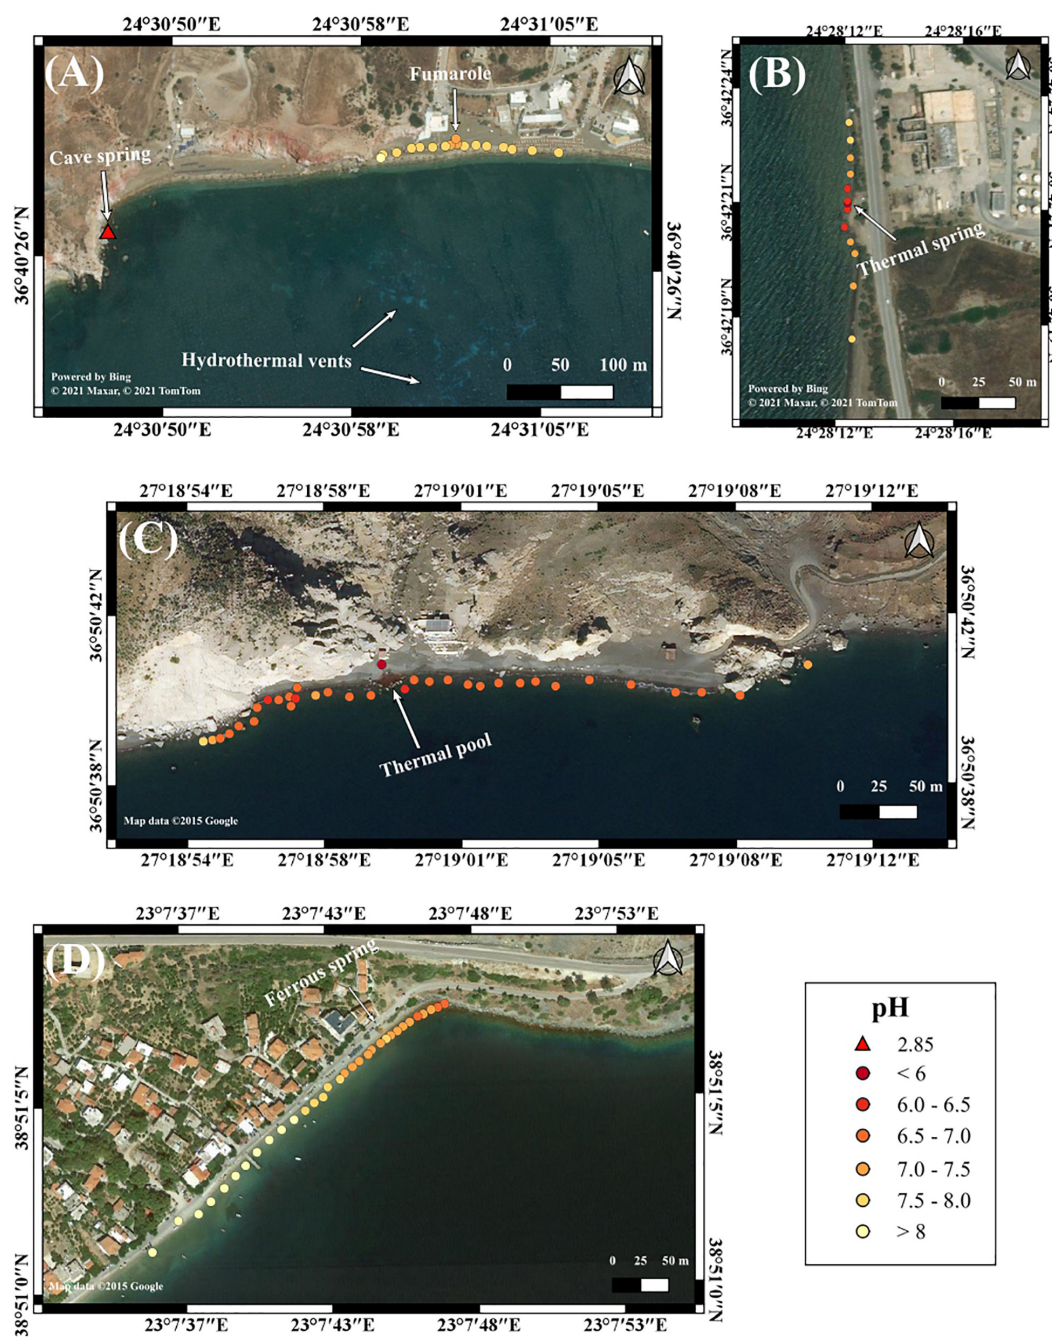 24°30'50"E 24°30'58"E 24°31'05"E
(A)
Fumarole
Cave spring
36°40'26"N
36°40'26"N
Hydrothermal vents
0 50 100 m
Powered by Bing
© 2021 Maxar, © 2021 TomTom
24°30'50"E 24°30'58"E 24°31'05"E
24°28'12"E 24°28'16"E
(B)
36°42'24"N
36°42'21"N
36°42'19"N
Thermal spring
Powered by Bing
© 2021 Maxar, © 2021 TomTom
0 25 50 m
24°28'12"E 24°28'16"E
27°18'54"E 27°18'58"E 27°19'01"E 27°19'05"E 27°19'08"E 27°19'12"E
(C)
36°50'42"N
36°50'42"N
Thermal pool
36°50'38"N
36°50'38"N
0 25 50 m
Map data ©2015 Google
27°18'54"E 27°18'58"E 27°19'01"E 27°19'05"E 27°19'08"E 27°19'12"E
23°7'37"E 23°7'43"E 23°7'48"E 23°7'53"E
(D)
Ferrous spring
38°51'5"N
38°51'5"N
38°51'0"N
38°51'0"N
0 25 50 m
Map data ©2015 Google
23°7'37"E 23°7'43"E 23°7'48"E 23°7'53"E
pH
2.85
< 6
6.0 - 6.5
6.5 - 7.0
7.0 - 7.5
7.5 - 8.0
> 8